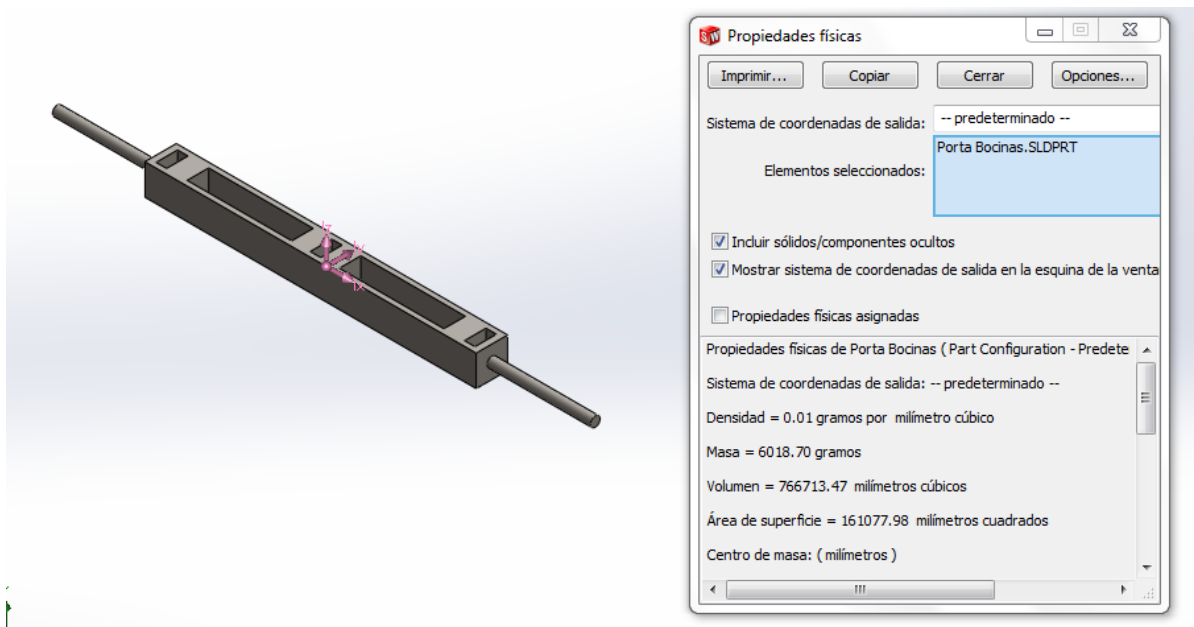 Propiedades físicas
Imprimir...
Copiar
Cerrar
Opciones...
Sistema de coordenadas de salida:
-- predeterminado --
Porta Bocinas.SLDPRT
Elementos seleccionados:
Incluir sólidos/componentes ocultos
Mostrar sistema de coordenadas de salida en la esquina de la venta
Propiedades físicas asignadas
Propiedades físicas de Porta Bocinas ( Part Configuration - Predete
Sistema de coordenadas de salida: -- predeterminado --
Densidad = 0.01 gramos por milímetro cúbico
Masa = 6018.70 gramos
Volumen = 766713.47 milímetros cúbicos
Área de superficie = 161077.98 milímetros cuadrados
Centro de masa: ( milímetros )